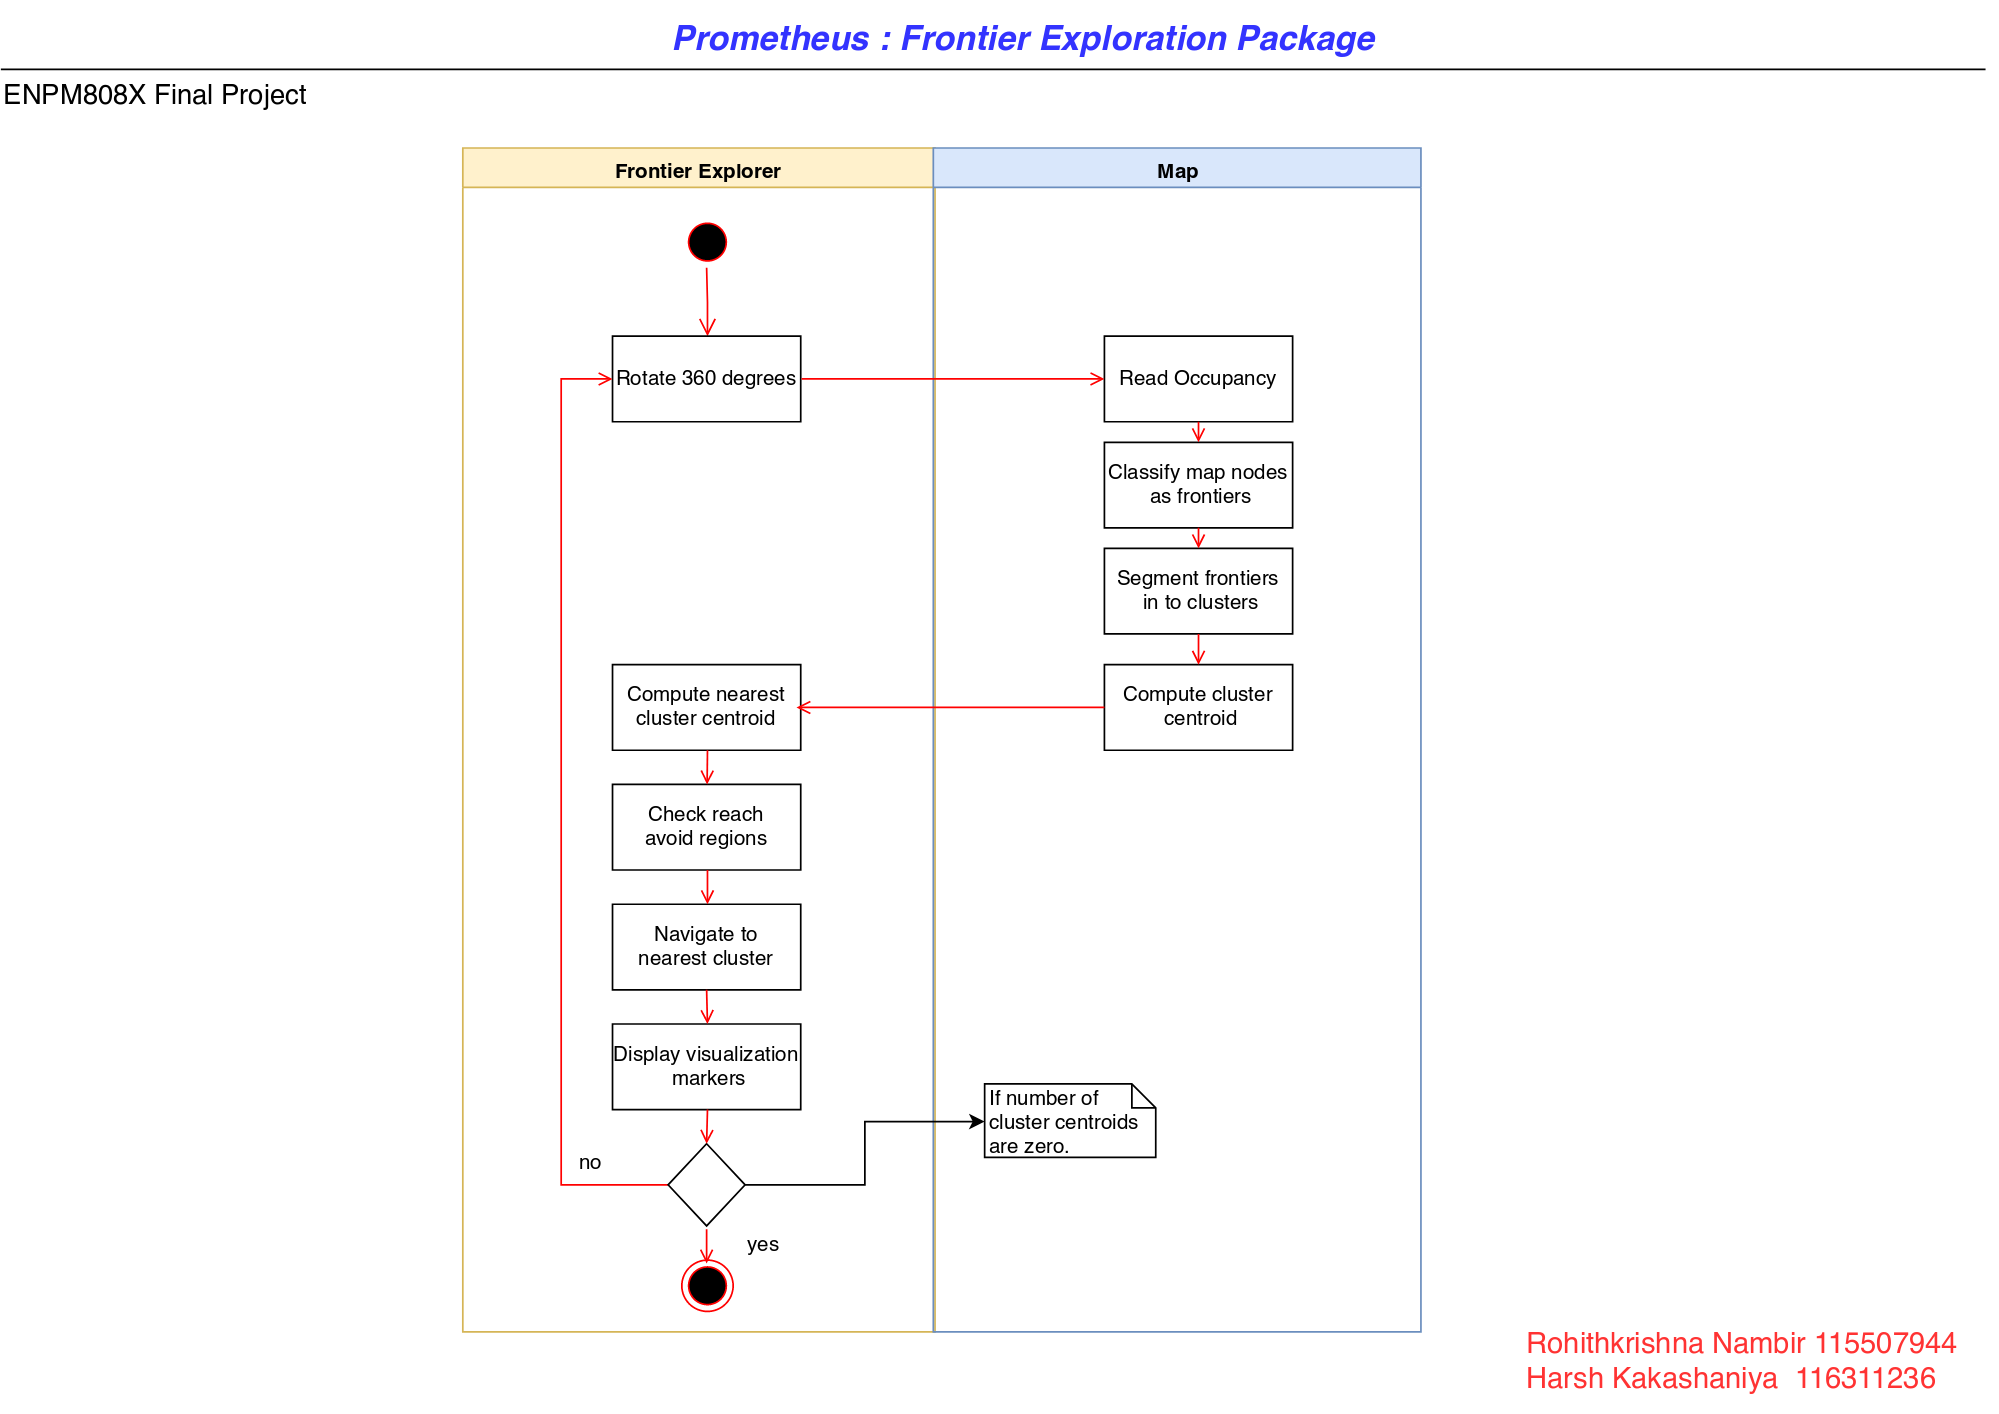 Prometheus : Frontier Exploration Package
ENPM808X Final Project
Frontier Explorer
Map
Rotate 360 degrees
Read Occupancy
Classify map nodes
as frontiers
Segment frontiers
in to clusters
Compute nearest
cluster centroid
Compute cluster
centroid
Check reach
avoid regions
Navigate to
nearest cluster
Display visualization
markers
If number of
cluster centroids
are zero.
no
yes
Rohithkrishna Nambir 115507944
Harsh Kakashaniya  116311236